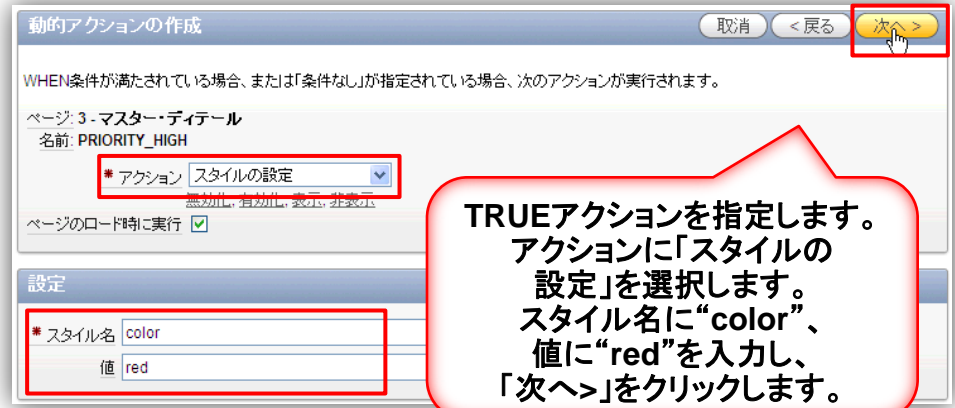 動的アクションの作成
取消
<戻る
次へ>
WHEN条件が満たされている場合、または「条件なし」が指定されている場合、次のアクションが実行されます。
ページ: 3 - マスター・ディテール
名前: PRIORITY_HIGH
* アクション スタイルの設定
無効化, 有効化, 表示, 非表示
ページのロード時に実行
TRUEアクションを指定します。
アクションに「スタイルの
設定」を選択します。
スタイル名に“color”、
値に“red”を入力し、
「次へ>」をクリックします。
設定
* スタイル名 color
値 red